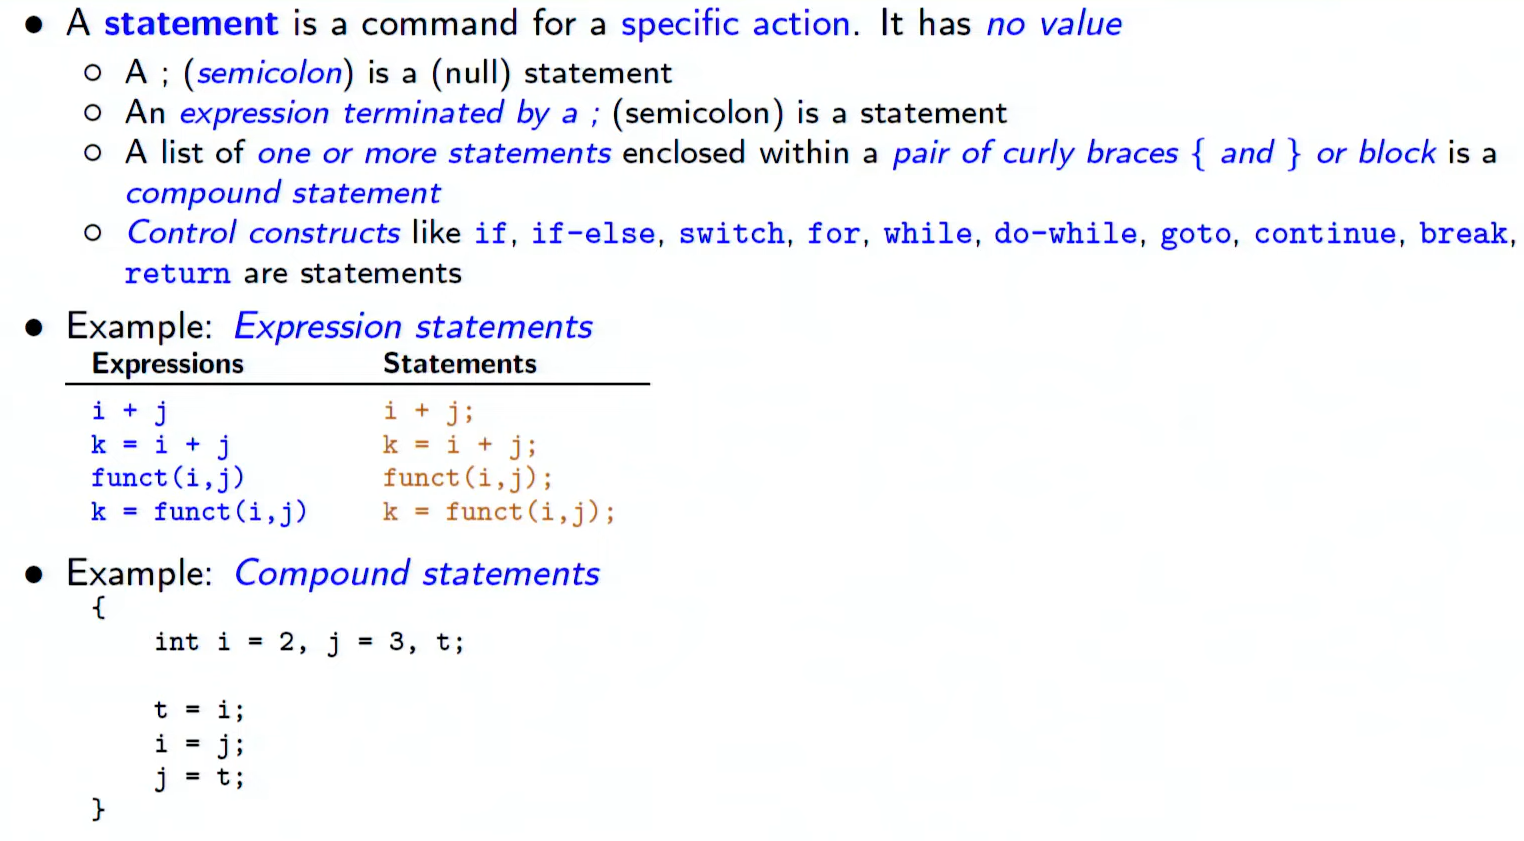 ● A statement is a command for a specific action. It has no value
○ A ; (semicolon) is a (null) statement
○ An expression terminated by a ; (semicolon) is a statement
○ A list of one or more statements enclosed within a pair of curly braces { and } or block is a
compound statement
○ Control constructs like if, if-else, switch, for, while, do-while, goto, continue, break,
return are statements
● Example: Expression statements
Expressions Statements
i + j i + j;
k = i + j k = i + j;
funct(i,j) funct(i,j);
k = funct(i,j) k = funct(i,j);
● Example: Compound statements
{
int i = 2, j = 3, t;
t = i;
i = j;
j = t;
}